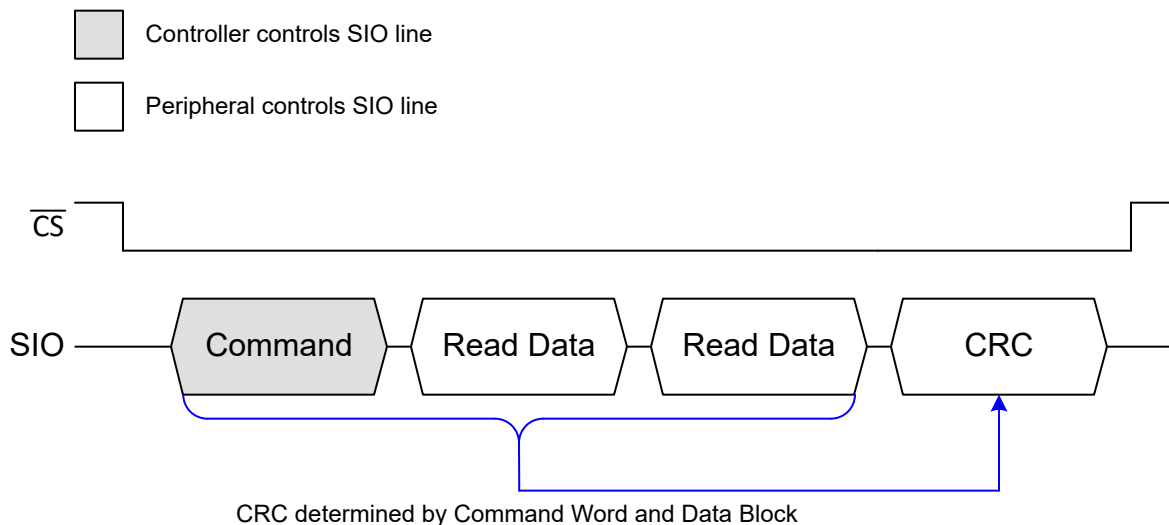 Controller controls SIO line
Peripheral controls SIO line
CS
SIO
Command
Read Data
Read Data
CRC
CRC determined by Command Word and Data Block